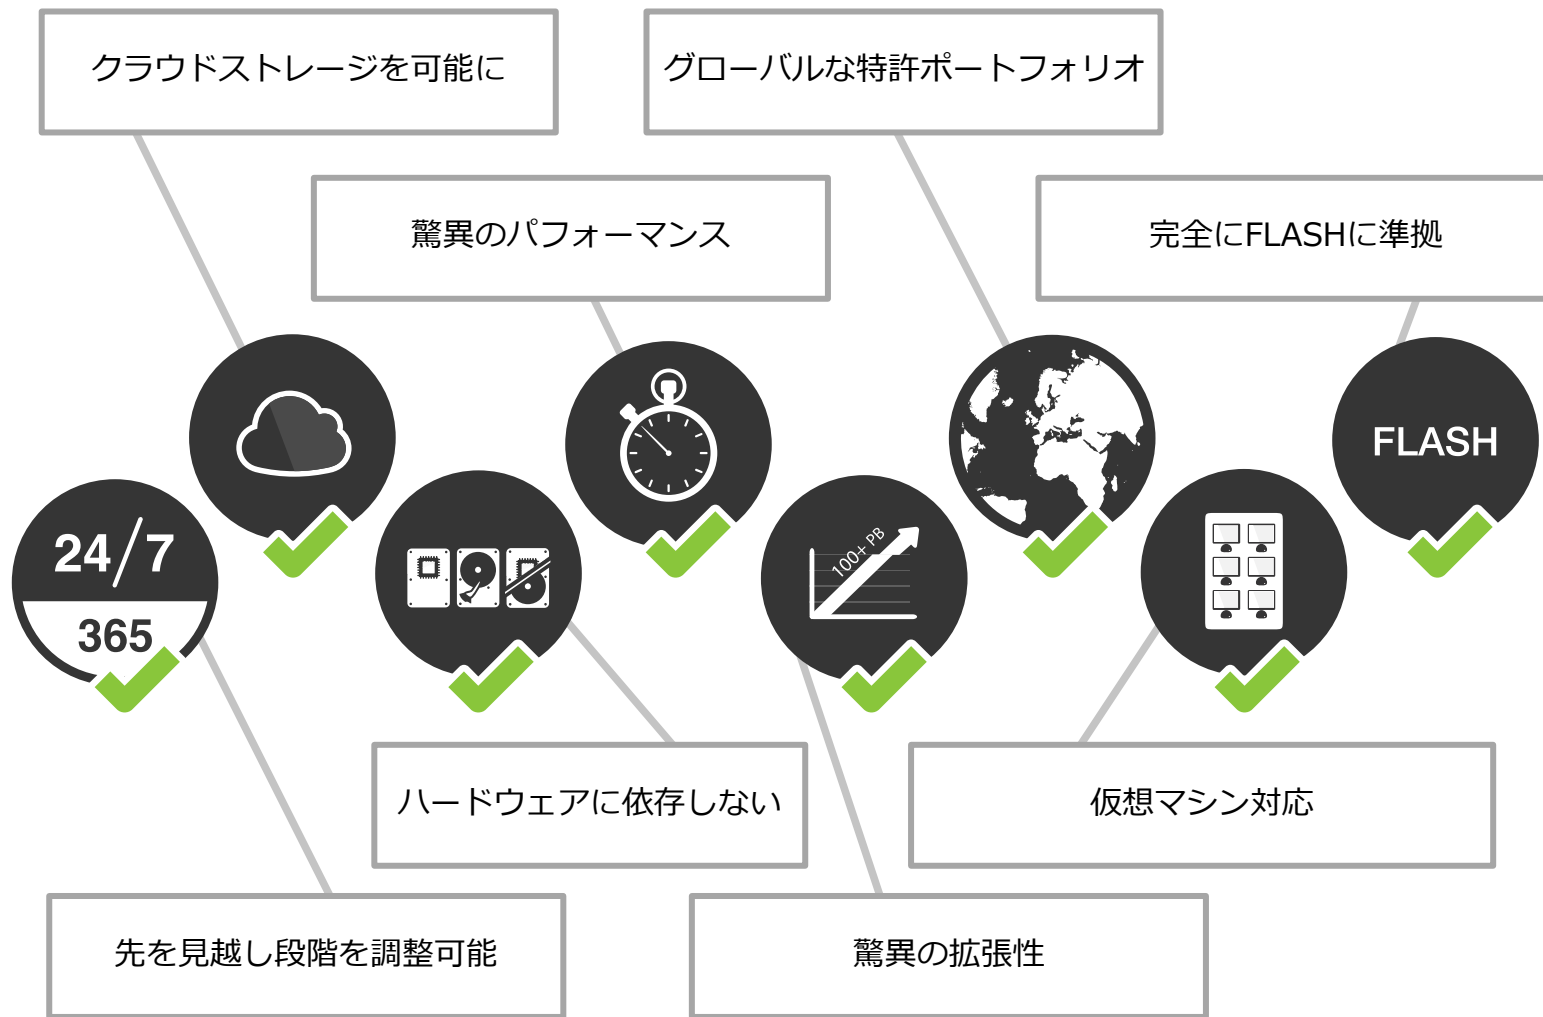 クラウドストレージを可能に
グローバルな特許ポートフォリオ
驚異のパフォーマンス
完全にFLASHに準拠
FLASH
24/7
365
100+ PB
ハードウェアに依存しない
仮想マシン対応
先を見越し段階を調整可能
驚異の拡張性